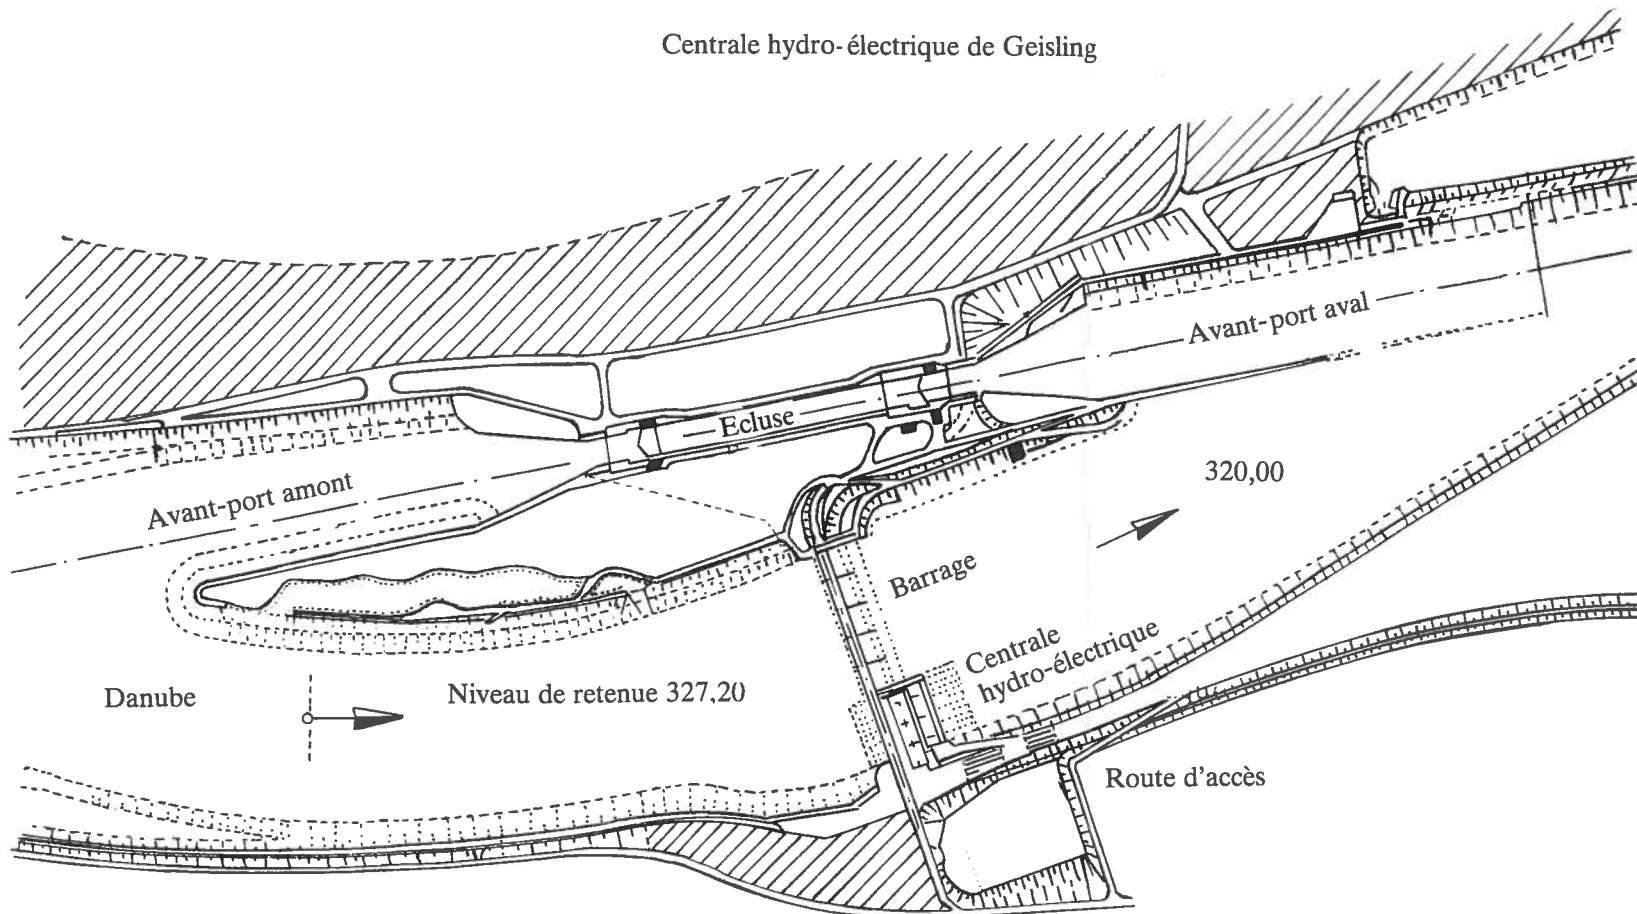 Centrale hydro-électrique de Geisling
Avant-port aval
Ecluse
Avant-port amont
320,00
Barrage
Centrale
hydro-électrique
Danube
Niveau de retenue 327,20
Route d'accès